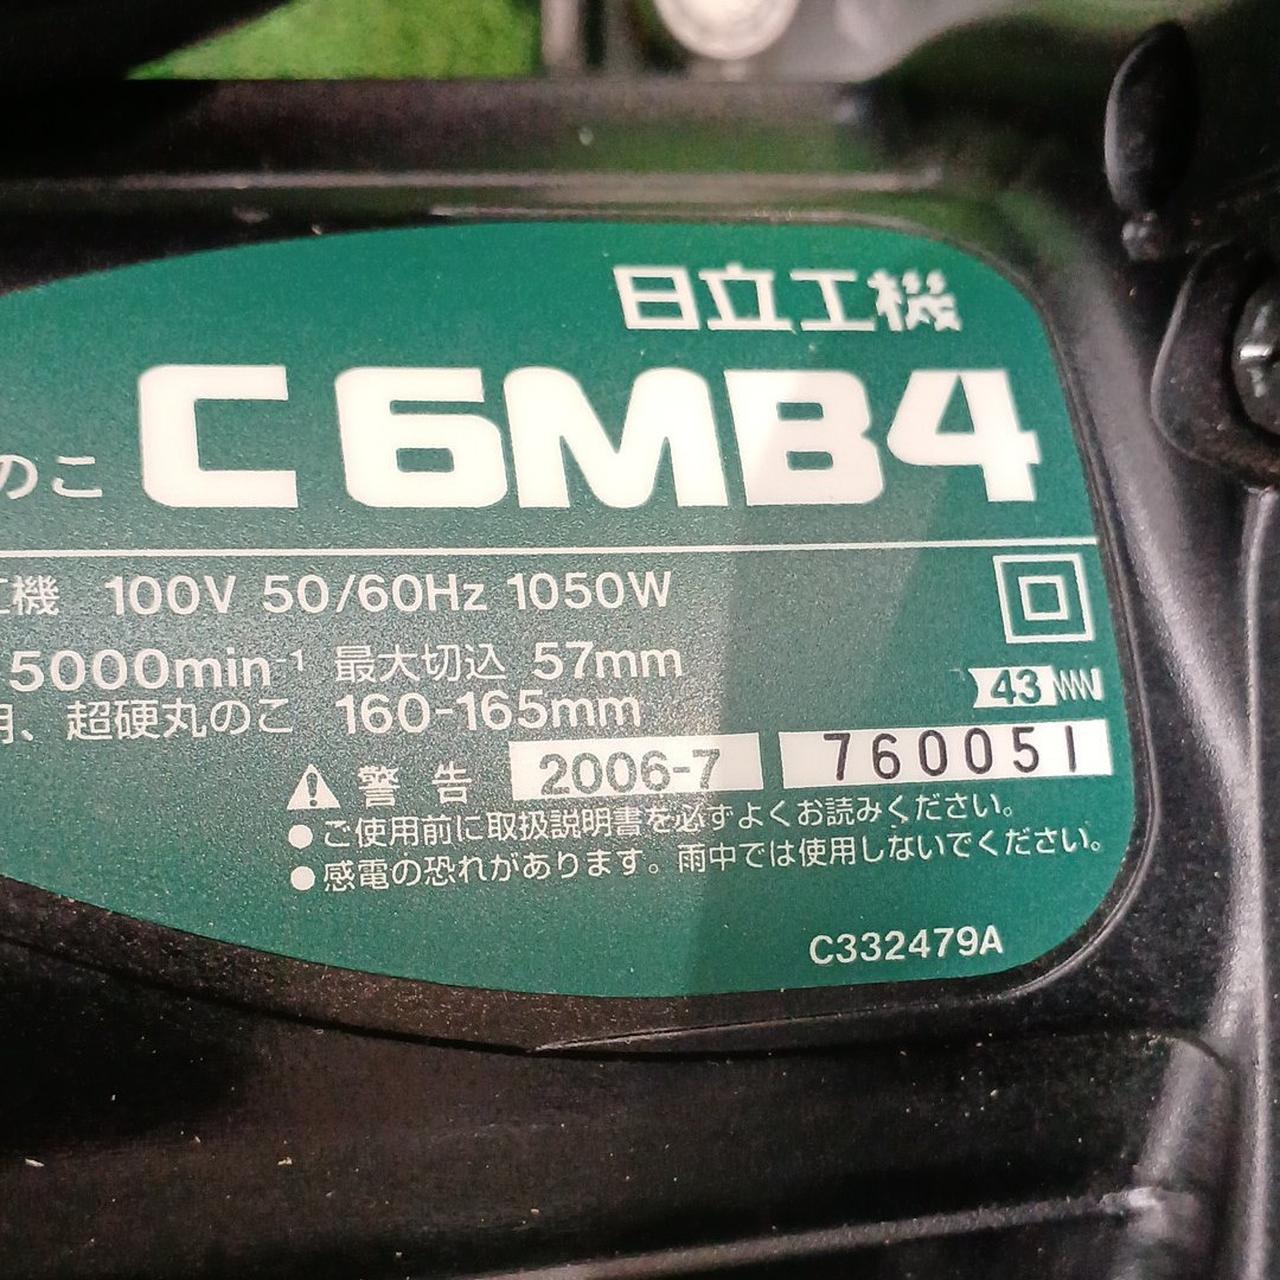 日立工機
のこ C6MB4
工機 100V 50/60Hz 1050W
5000min⁻¹ 最大切込 57mm
43
用、超硬丸のこ 160-165mm
警告 2006-7 760051
●ご使用前に取扱説明書を必ずよくお読みください。
●感電の恐れがあります。雨中では使用しないでください。
C332479A